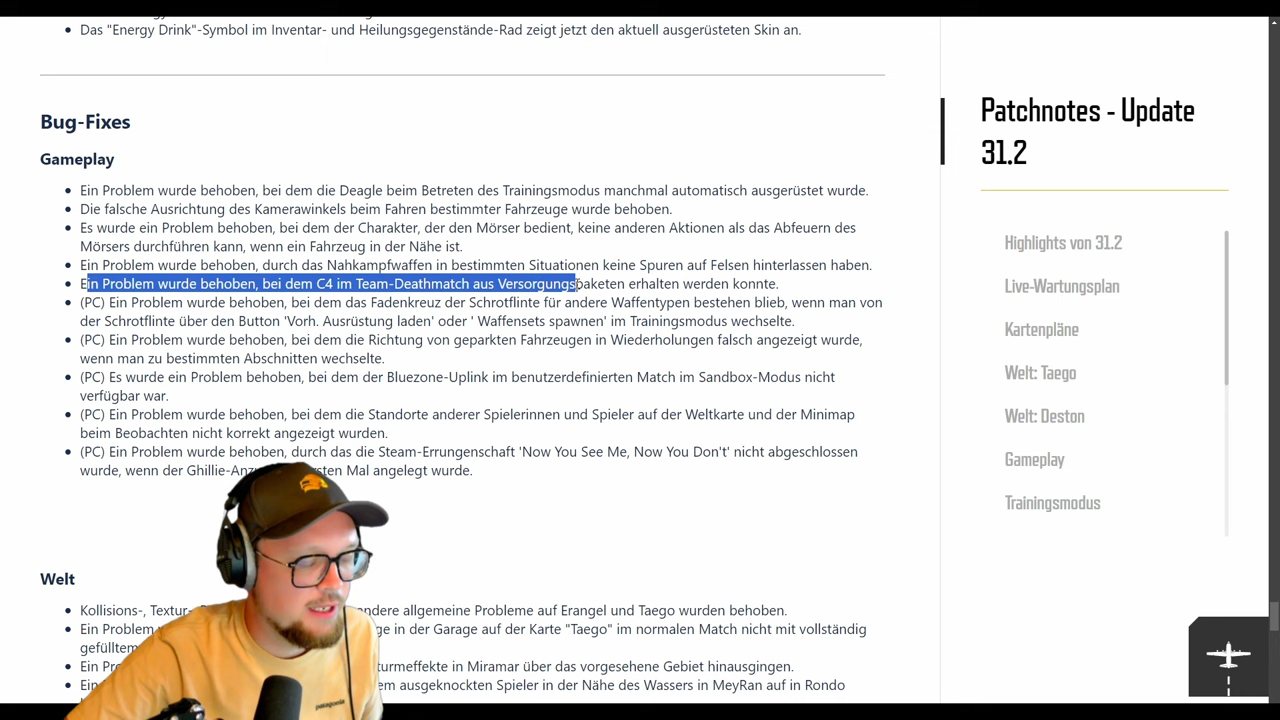 Das "Energy Drink"-Symbol im Inventar- und Heilungsgegenstände-Rad zeigt jetzt den aktuell ausgerüsteten Skin an.
Bug-Fixes
Gameplay
Ein Problem wurde behoben, bei dem die Deagle beim Betreten des Trainingsmodus manchmal automatisch ausgerüstet wurde.
Die falsche Ausrichtung des Kamerawinkels beim Fahren bestimmter Fahrzeuge wurde behoben.
Es wurde ein Problem behoben, bei dem der Charakter, der den Mörser bedient, keine anderen Aktionen als das Abfeuern des
Mörsers durchführen kann, wenn ein Fahrzeug in der Nähe ist.
Ein Problem wurde behoben, durch das Nahkampfwaffen in bestimmten Situationen keine Spuren auf Felsen hinterlassen haben.
Ein Problem wurde behoben, bei dem C4 im Team-Deathmatch aus Versorgungspaketen erhalten werden konnte.
(PC) Ein Problem wurde behoben, bei dem das Fadenkreuz der Schrotflinte für andere Waffentypen bestehen blieb, wenn man von
der Schrotflinte über den Button 'Vorh. Ausrüstung laden' oder ' Waffensets spawnen' im Trainingsmodus wechselte.
(PC) Ein Problem wurde behoben, bei dem die Richtung von geparkten Fahrzeugen in Wiederholungen falsch angezeigt wurde,
wenn man zu bestimmten Abschnitten wechselte.
(PC) Es wurde ein Problem behoben, bei dem der Bluezone-Uplink im benutzerdefinierten Match im Sandbox-Modus nicht
verfügbar war.
(PC) Ein Problem wurde behoben, bei dem die Standorte anderer Spielerinnen und Spieler auf der Weltkarte und der Minimap
beim Beobachten nicht korrekt angezeigt wurden.
(PC) Ein Problem wurde behoben, durch das die Steam-Errungenschaft 'Now You See Me, Now You Don't' nicht abgeschlossen
wurde, wenn der Ghillie-Anzu rsten Mal angelegt wurde.
Welt
Kollisions-, Textur- andere allgemeine Probleme auf Erangel und Taego wurden behoben.
Ein Problem ge in der Garage auf der Karte "Taego" im normalen Match nicht mit vollständig
gefülltem
Ein Pro turmeffekte in Miramar über das vorgesehene Gebiet hinausgingen.
Ein em ausgeknockten Spieler in der Nähe des Wassers in MeyRan auf in Rondo
Patchnotes - Update
31.2
Highlights von 31.2
Live-Wartungsplan
Kartenpläne
Welt: Taego
Welt: Deston
Gameplay
Trainingsmodus
patagonia